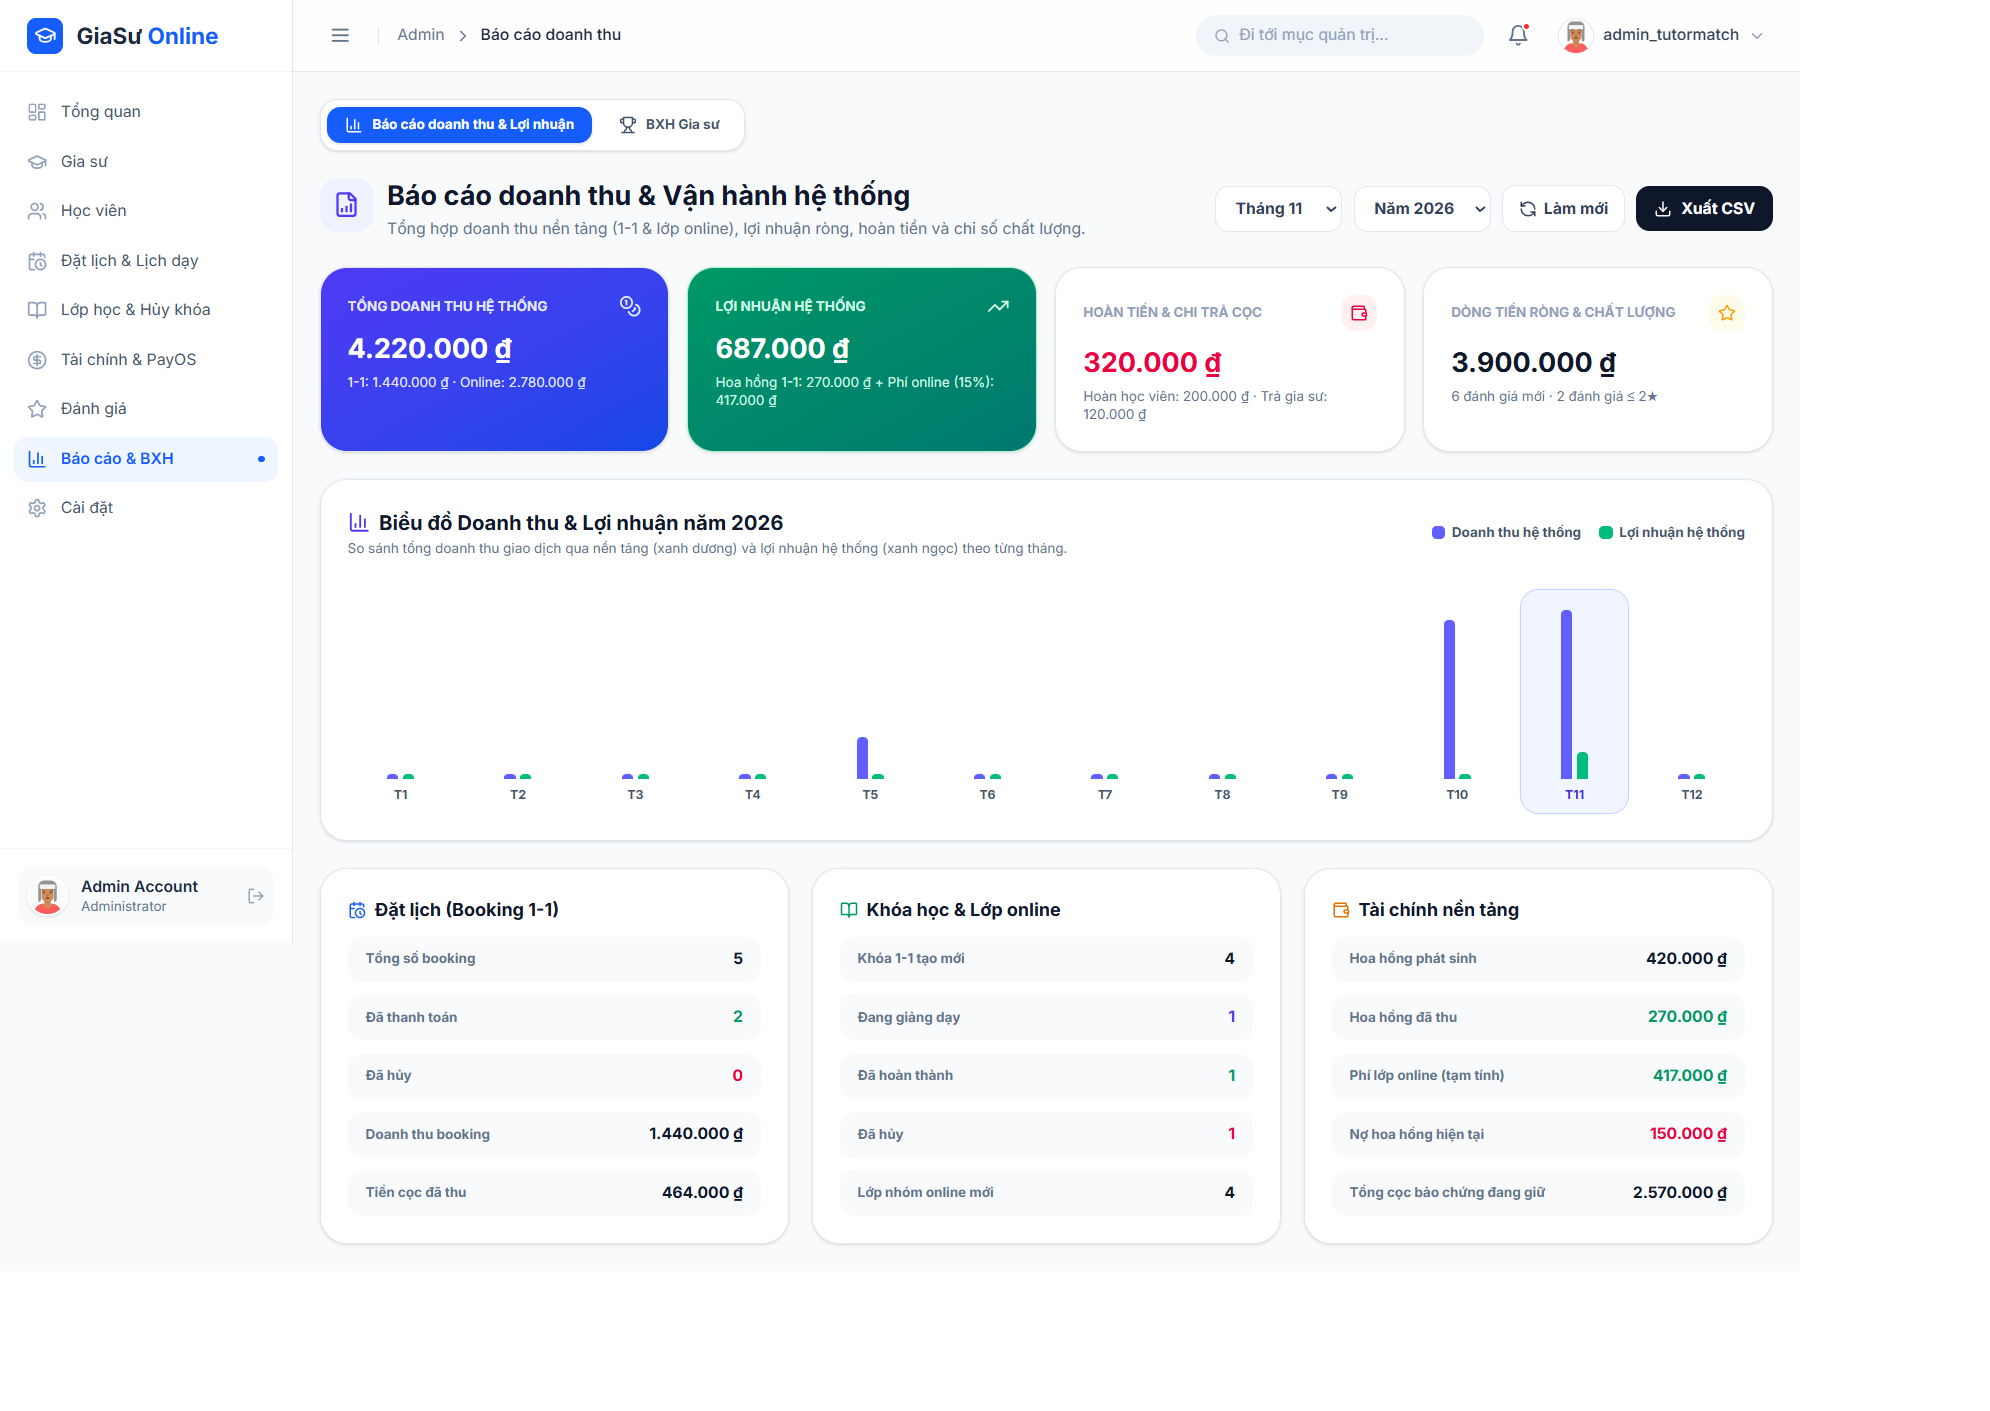 GiaSư Online
Admin
Báo cáo doanh thu
Đi tới mục quản trị...
admin_tutormatch
Tổng quan
Gia sư
Học viên
Đặt lịch & Lịch dạy
Lớp học & Hủy khóa
Tài chính & PayOS
Đánh giá
Báo cáo & BXH
Cài đặt
Admin Account
Administrator
Báo cáo doanh thu & Lợi nhuận
BXH Gia sư
Báo cáo doanh thu & Vận hành hệ thống
Tổng hợp doanh thu nền tảng (1-1 & lớp online), lợi nhuận ròng, hoàn tiền và chỉ số chất lượng.
Tháng 11
Năm 2026
Làm mới
Xuất CSV
TỔNG DOANH THU HỆ THỐNG
4.220.000 ₫
1-1: 1.440.000 ₫ · Online: 2.780.000 ₫
LỢI NHUẬN HỆ THỐNG
687.000 ₫
Hoa hồng 1-1: 270.000 ₫ + Phí online (15%):
417.000 ₫
HOÀN TIỀN & CHI TRẢ CỌC
320.000 ₫
Hoàn học viên: 200.000 ₫ · Trả gia sư:
120.000 ₫
DÒNG TIỀN RÒNG & CHẤT LƯỢNG
3.900.000 ₫
6 đánh giá mới · 2 đánh giá ≤ 2★
Biểu đồ Doanh thu & Lợi nhuận năm 2026
So sánh tổng doanh thu giao dịch qua nền tảng (xanh dương) và lợi nhuận hệ thống (xanh ngọc) theo từng tháng.
Doanh thu hệ thống
Lợi nhuận hệ thống
T1
T2
T3
T4
T5
T6
T7
T8
T9
T10
T11
T12
Đặt lịch (Booking 1-1)
Tổng số booking 5
Đã thanh toán 2
Đã hủy 0
Doanh thu booking 1.440.000 ₫
Tiền cọc đã thu 464.000 ₫
Khóa học & Lớp online
Khóa 1-1 tạo mới 4
Đang giảng dạy 1
Đã hoàn thành 1
Đã hủy 1
Lớp nhóm online mới 4
Tài chính nền tảng
Hoa hồng phát sinh 420.000 ₫
Hoa hồng đã thu 270.000 ₫
Phí lớp online (tạm tính) 417.000 ₫
Nợ hoa hồng hiện tại 150.000 ₫
Tổng cọc bảo chứng đang giữ 2.570.000 ₫